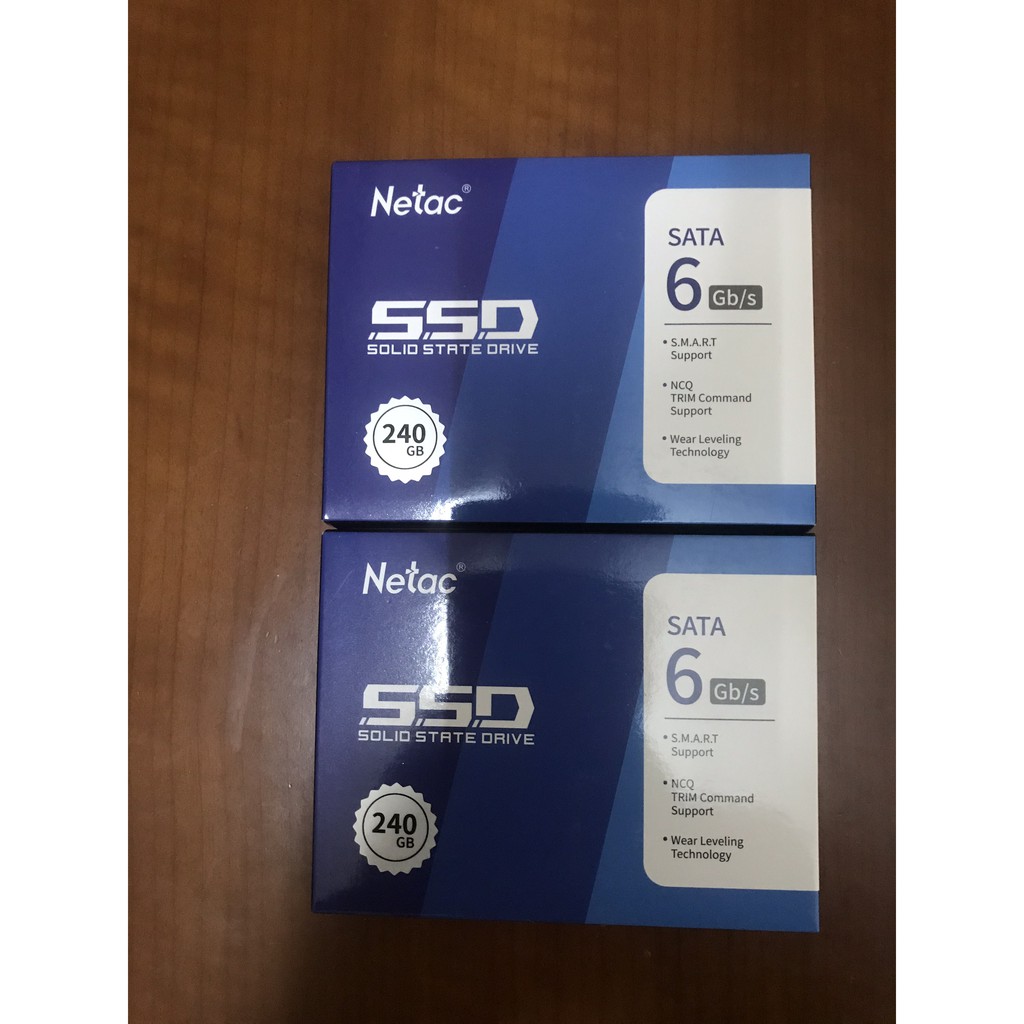 Netac®
SSD
SOLID STATE DRIVE
240
GB
SATA
6 Gb/s
• S.M.A.R.T
Support
• NCQ
TRIM Command
Support
• Wear Leveling
Technology
Netac®
SSD
SOLID STATE DRIVE
240
GB
SATA
6 Gb/s
• S.M.A.R.T
Support
• NCQ
TRIM Command
Support
• Wear Leveling
Technology